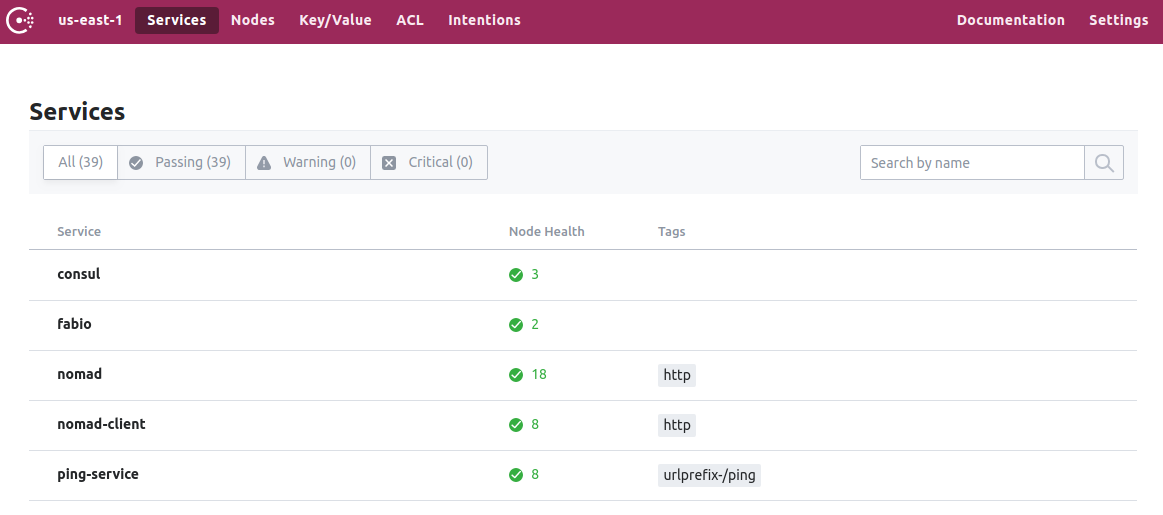 us-east-1 Services Nodes Key/Value ACL Intentions Documentation Settings
Services
All (39) Passing (39) Warning (0) Critical (0) Search by name
Service Node Health Tags
consul 3
fabio 2
nomad 18 http
nomad-client 8 http
ping-service 8 urlprefix-/ping